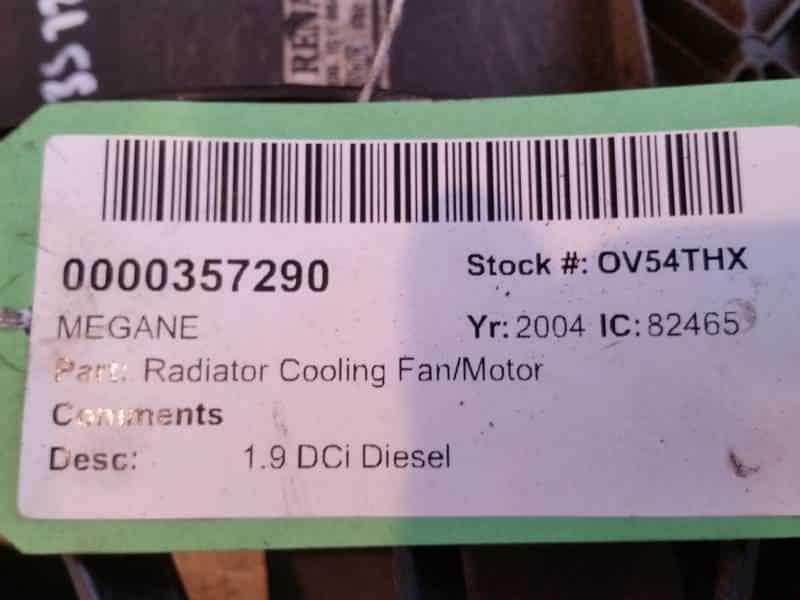 0000357290
Stock #: OV54THX
MEGANE
Yr: 2004 IC: 82465
Part: Radiator Cooling Fan/Motor
Comments
Desc: 1.9 DCi Diesel